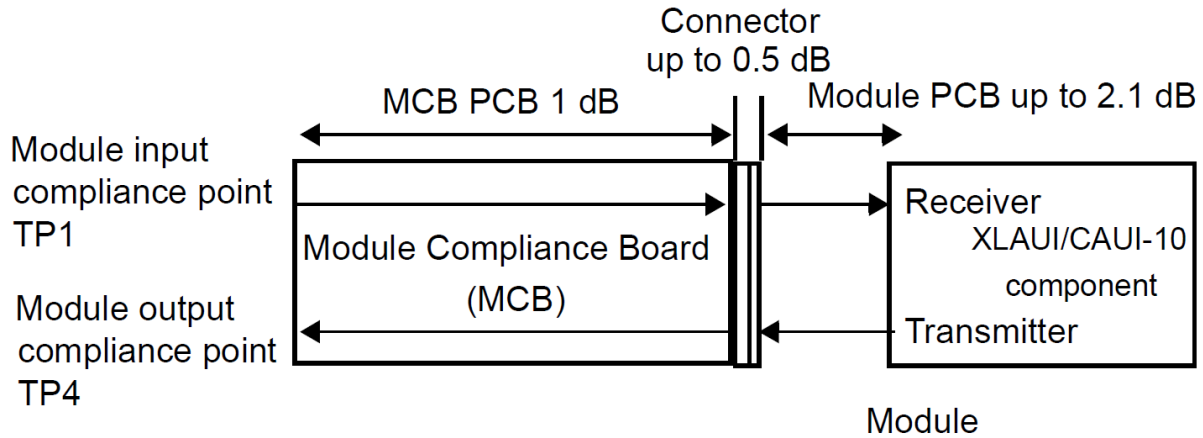 Connector
up to 0.5 dB
MCB PCB 1 dB
Module PCB up to 2.1 dB
Module input
compliance point
TP1
Module Compliance Board
(MCB)
Receiver
XLAUI/CAUI-10
component
Transmitter
Module output
compliance point
TP4
Module